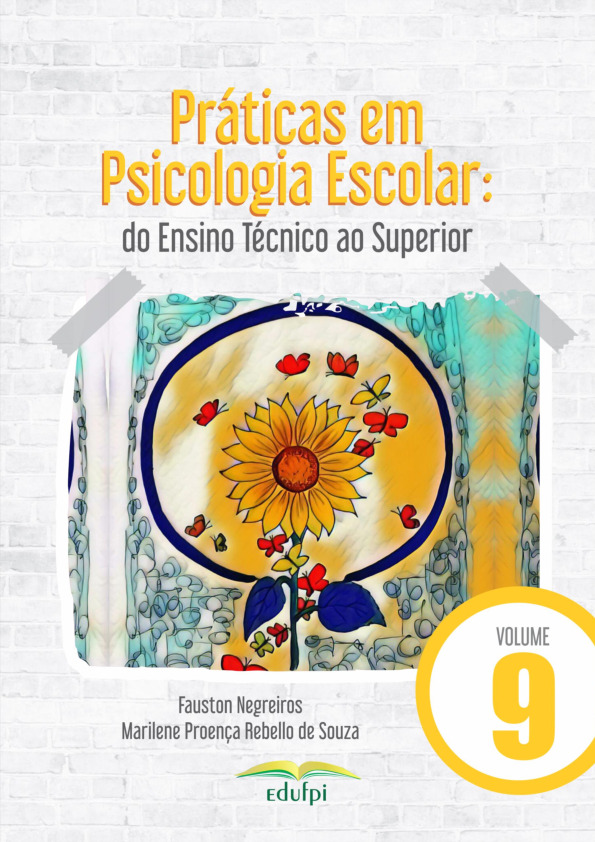 Práticas em
Psicologia Escolar:
do Ensino Técnico ao Superior
VOLUME
9
Fauston Negreiros
Marilene Proença Rebello de Souza
Edufpi